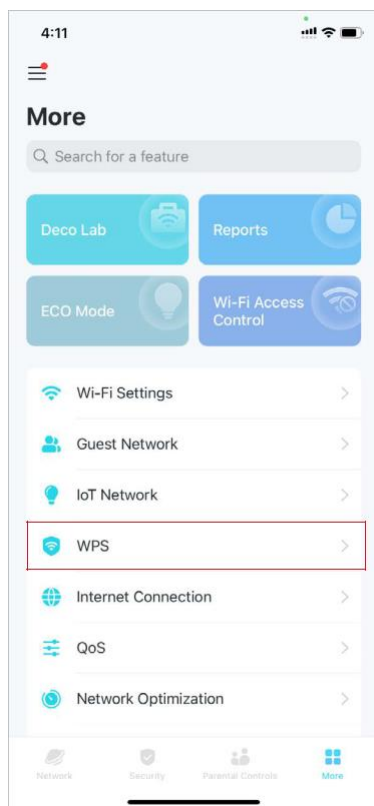 4:11
More
Search for a feature
Deco Lab
Reports
ECO Mode
Wi-Fi Access
Control
Wi-Fi Settings
Guest Network
IoT Network
WPS
Internet Connection
QoS
Network Optimization
Network
Security
Parental Controls
More